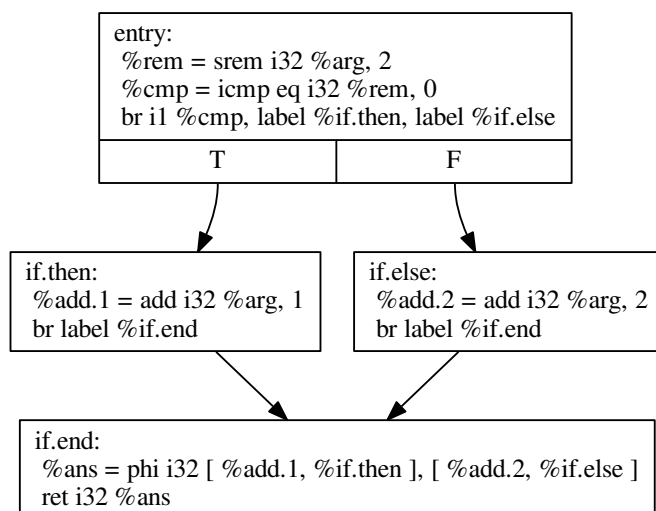 entry:
%rem = srem i32 %arg, 2
%cmp = icmp eq i32 %rem, 0
br i1 %cmp, label %if.then, label %if.else
T
F
if.then:
%add.1 = add i32 %arg, 1
br label %if.end
if.else:
%add.2 = add i32 %arg, 2
br label %if.end
if.end:
%ans = phi i32 [ %add.1, %if.then ], [ %add.2, %if.else ]
ret i32 %ans